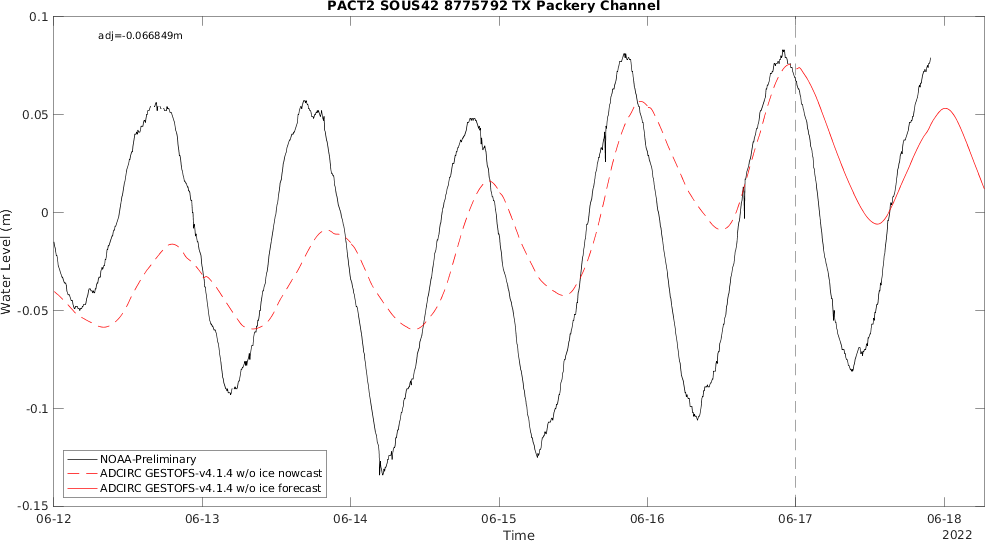 PACT2 SOUS42 8775792 TX Packery Channel
adj=-0.066849m
0.1
0.05
0
-0.05
-0.1
-0.15
Water Level (m)
NOAA-Preliminary
ADCIRC GESTOFS-v4.1.4 w/o ice nowcast
ADCIRC GESTOFS-v4.1.4 w/o ice forecast
06-12 06-13 06-14 06-15 06-16 06-17 06-18
Time
2022